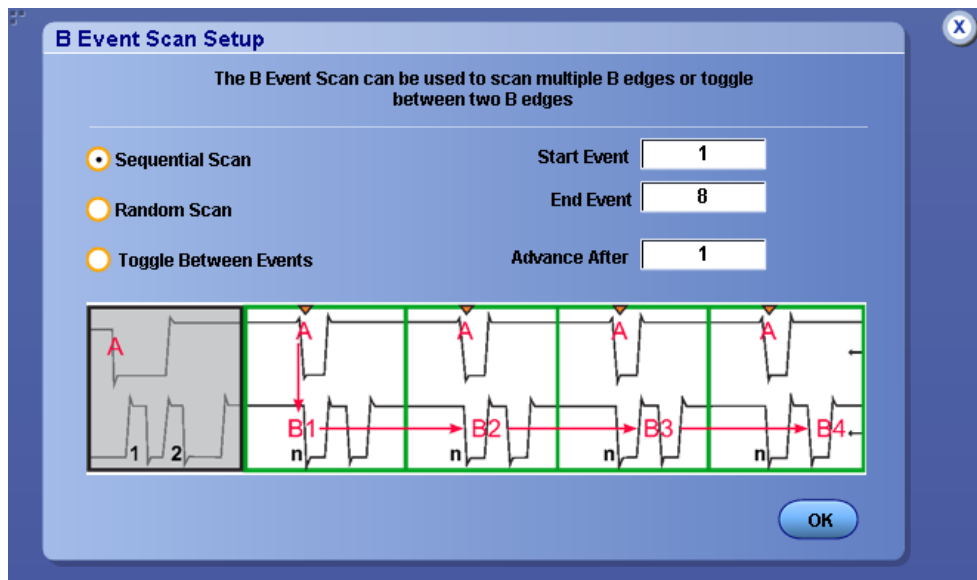 B Event Scan Setup
X
The B Event Scan can be used to scan multiple B edges or toggle
between two B edges
Sequential Scan
Start Event 1
Random Scan
End Event 8
Toggle Between Events
Advance After 1
A A A A A
B1 B2 B3 B4
1 2 n n n n
OK